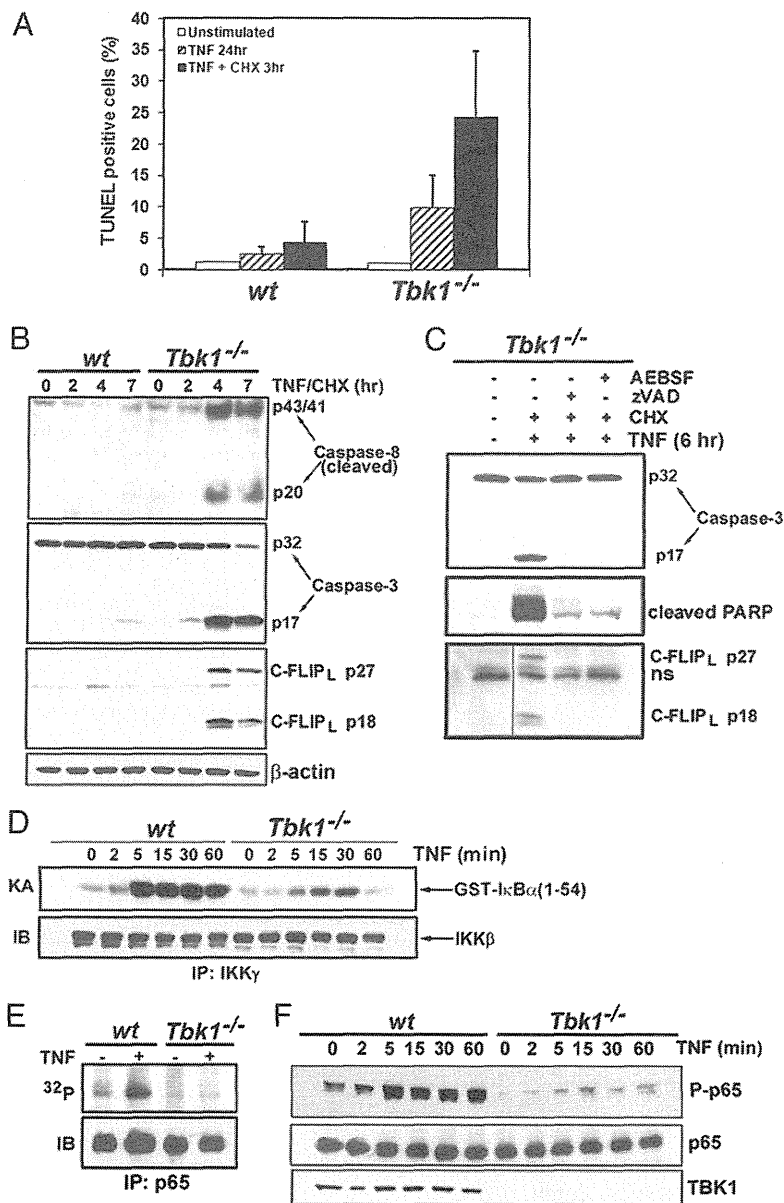 A
Unstimulated
TNF 24hr
TNF + CHX 3hr
TUNEL positive cells (%)
40
35
30
25
20
15
10
5
0
wt Tbk1-/-
B
wt Tbk1-/-
0 2 4 7 0 2 4 7 TNF/CHX (hr)
p43/41
Caspase-8
(cleaved)
p20
p32
Caspase-3
p17
C-FLIPL p27
C-FLIPL p18
β-actin
C
Tbk1-/-
- - - + AEBSF
- - + - zVAD
- + + + CHX
- + + + TNF (6 hr)
p32
Caspase-3
p17
cleaved PARP
C-FLIPL p27
ns
C-FLIPL p18
D
wt Tbk1-/-
0 2 5 15 30 60 0 2 5 15 30 60 TNF (min)
KA GST-IκBα(1-54)
IB IKKβ
IP: IKKγ
E
wt Tbk1-/-
TNF - + - +
32P
IB
IP: p65
F
wt Tbk1-/-
0 2 5 15 30 60 0 2 5 15 30 60 TNF (min)
P-p65
p65
TBK1